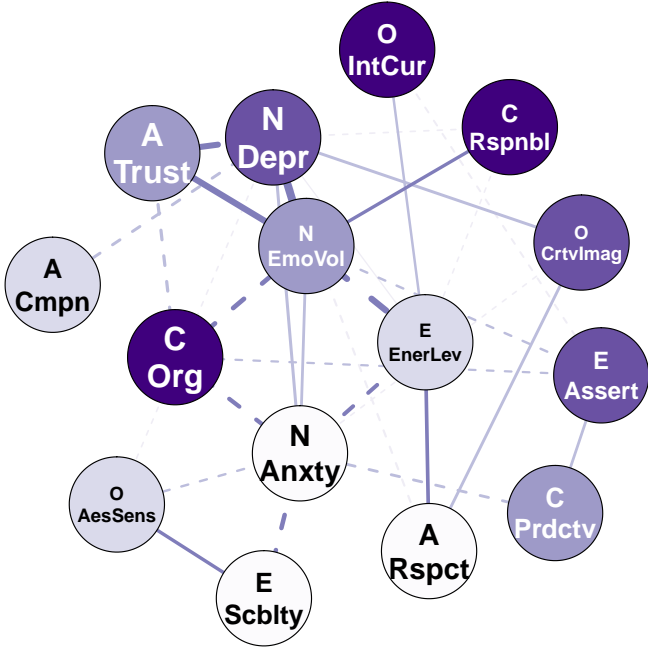 O
IntCur
C
Rspnbl
N
Depr
A
Trust
N
EmoVol
O
CrtvImag
A
Cmpn
C
Org
E
EnerLev
E
Assert
N
Anxty
O
AesSens
C
Prdctv
A
Rspct
E
Scblty